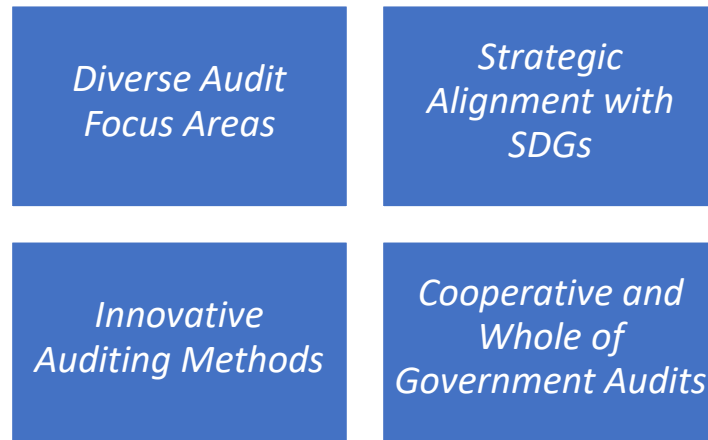 Diverse Audit
Focus Areas
Strategic
Alignment with
SDGs
Innovative
Auditing Methods
Cooperative and
Whole of
Government Audits